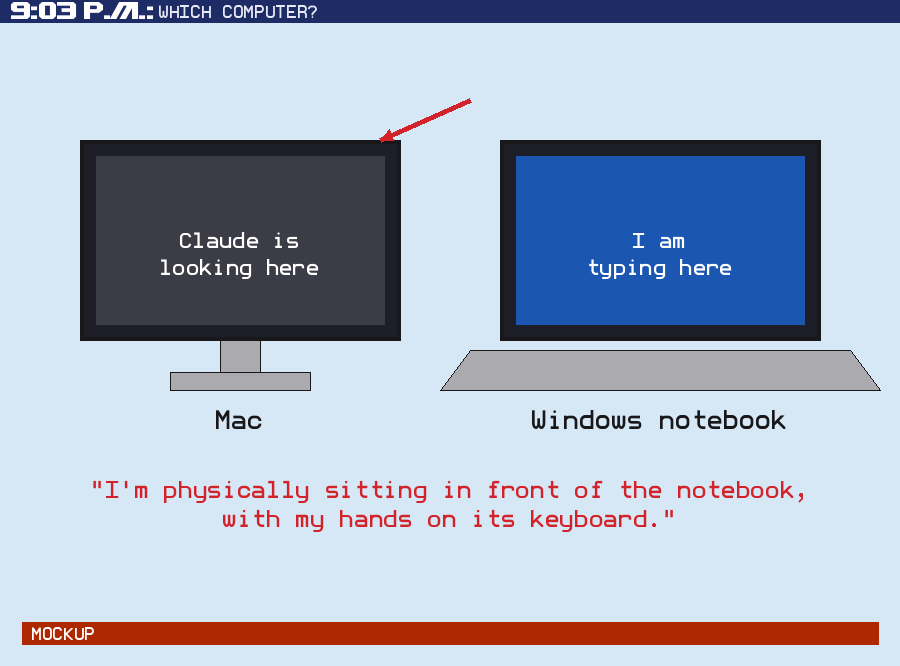 9:03 P.M.: WHICH COMPUTER?
Claude is
looking here
I am
typing here
Mac
Windows notebook
"I'm physically sitting in front of the notebook,
with my hands on its keyboard."
MOCKUP